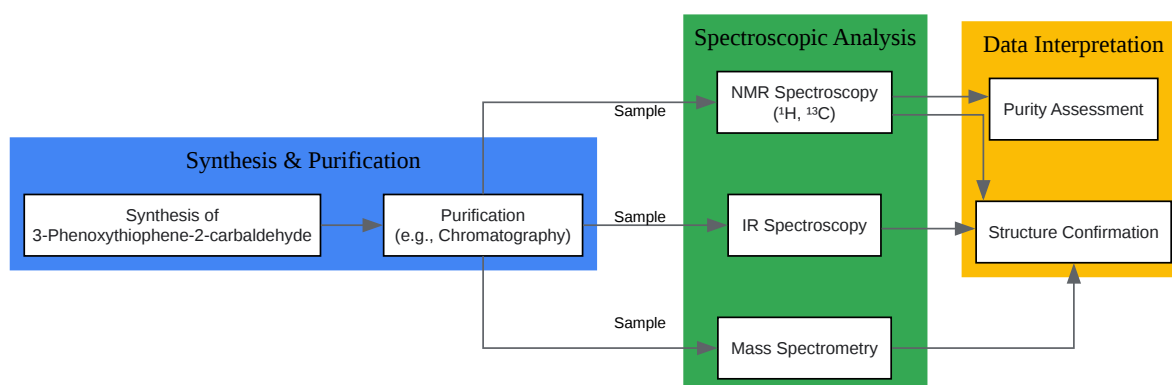 Synthesis & Purification
Synthesis of
3-Phenoxythiophene-2-carbaldehyde
Purification
(e.g., Chromatography)
Sample
Sample
Sample
Spectroscopic Analysis
NMR Spectroscopy
(¹H, ¹³C)
IR Spectroscopy
Mass Spectrometry
Data Interpretation
Purity Assessment
Structure Confirmation